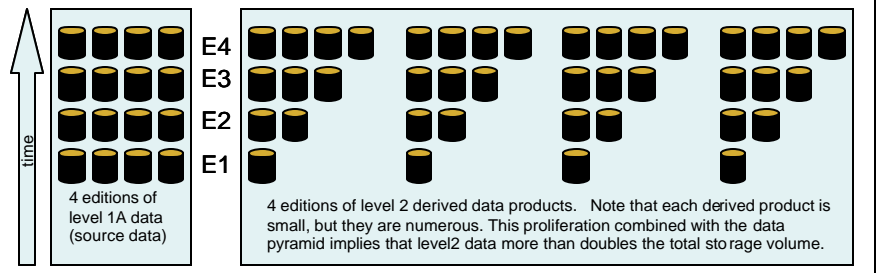 time
E4
E3
E2
E1
4 editions of
level 1A data
(source data)
4 editions of level 2 derived data products. Note that each derived product is
small, but they are numerous. This proliferation combined with the data
pyramid implies that level2 data more than doubles the total storage volume.